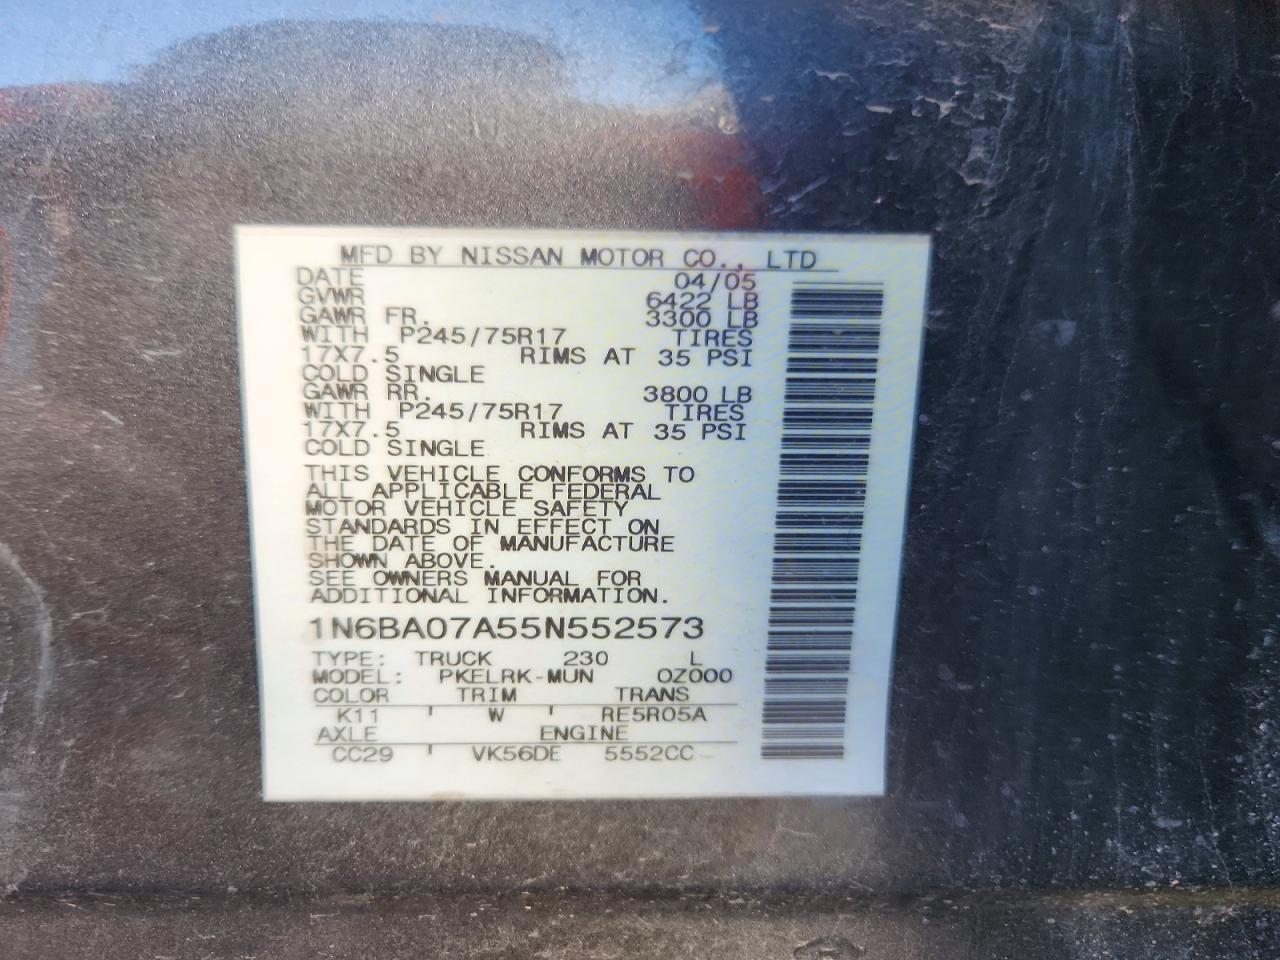 MFD BY NISSAN MOTOR CO., LTD
DATE 04/05
GVWR 6422 LB
GAWR FR. 3300 LB
WITH P245/75R17 TIRES
17X7.5 RIMS AT 35 PSI
COLD SINGLE
GAWR RR. 3800 LB
WITH P245/75R17 TIRES
17X7.5 RIMS AT 35 PSI
COLD SINGLE
THIS VEHICLE CONFORMS TO
ALL APPLICABLE FEDERAL
MOTOR VEHICLE SAFETY
STANDARDS IN EFFECT ON
THE DATE OF MANUFACTURE
SHOWN ABOVE.
SEE OWNERS MANUAL FOR
ADDITIONAL INFORMATION.
1N6BA07A55N552573
TYPE: TRUCK 230 L
MODEL: PKELRK-MUN 0Z000
COLOR TRIM TRANS
K11 ' W ' RE5R05A
AXLE ENGINE
CC29 ' VK56DE 5552CC